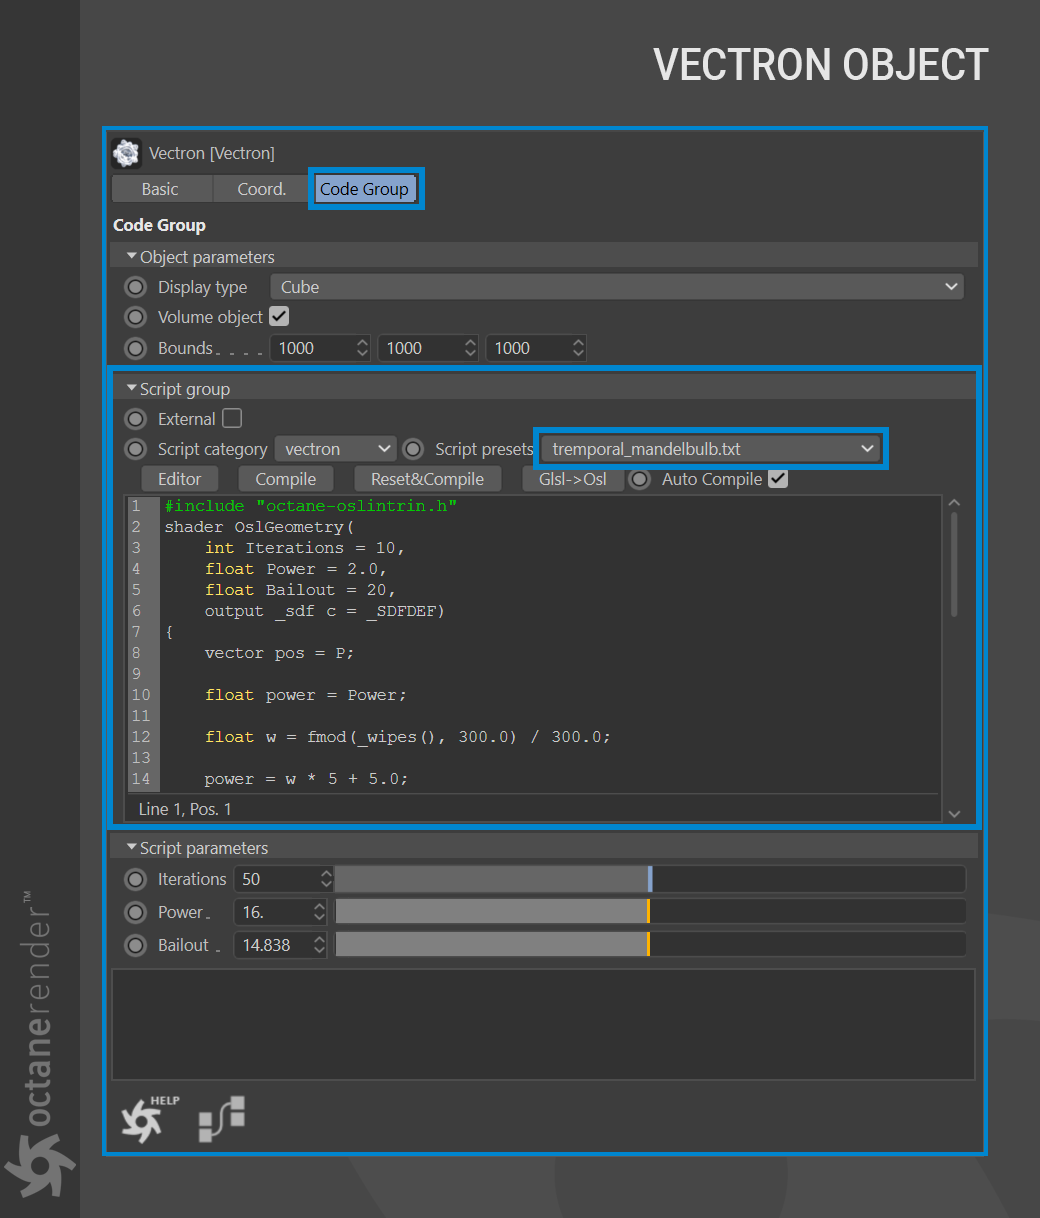 VECTRON OBJECT
Vectron [Vectron]
Basic Coord. Code Group
Code Group
Object parameters
Display type Cube
Volume object
Bounds . . . . 1000 1000 1000
Script group
External
Script category vectron Script presets tremporal_mandelbulb.txt
Editor Compile Reset&Compile Glsl->Osl Auto Compile
1 #include "octane-oslintrin.h"
2 shader OslGeometry(
3 int Iterations = 10,
4 float Power = 2.0,
5 float Bailout = 20,
6 output _sdf c = _SDFDEF)
7 {
8 vector pos = P;
9
10 float power = Power;
11
12 float w = fmod(_wipes(), 300.0) / 300.0;
13
14 power = w * 5 + 5.0;
Line 1, Pos. 1
Script parameters
Iterations 50
Power . 16.
Bailout . 14.838
HELP
octanerender™